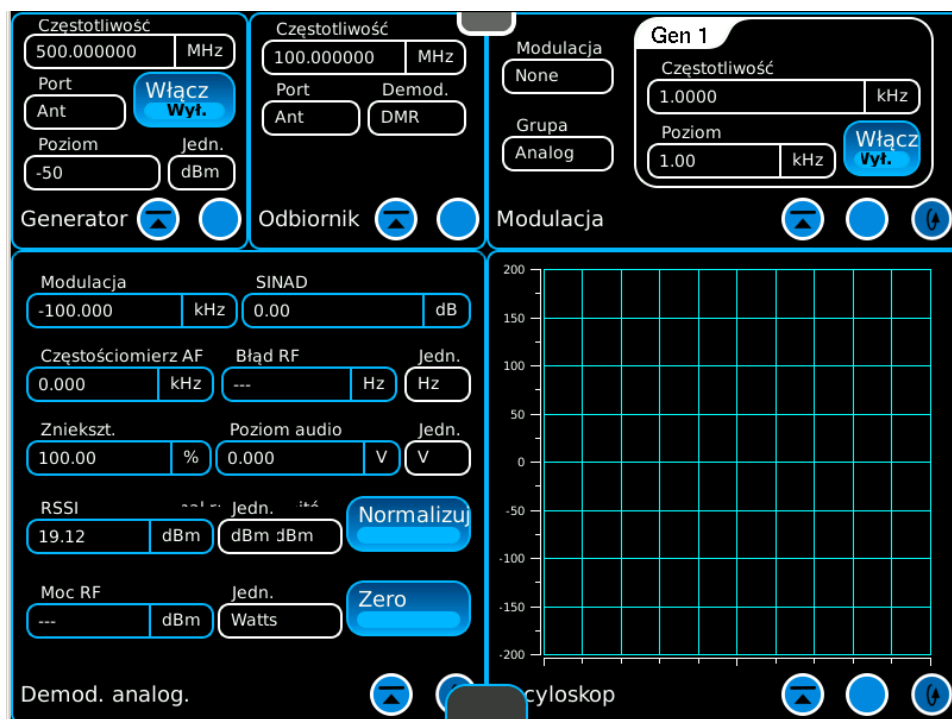 Częstotliwość
500.000000 MHz
Port
Ant
Włącz
Wył.
Poziom Jedn.
-50 dBm
Generator
Częstotliwość
100.000000 MHz
Port Demod.
Ant DMR
Odbiornik
Modulacja
None
Grupa
Analog
Gen 1
Częstotliwość
1.0000 kHz
Poziom
1.00 kHz
Włącz
Wył.
Modulacja
Modulacja SINAD
-100.000 kHz 0.00 dB
Częstościomierz AF Błąd RF Jedn.
0.000 kHz --- Hz Hz
Zniekszt. Poziom audio Jedn.
100.00 % 0.000 V V
RSSI Jedn.
19.12 dBm dBm dBm
Normalizuj
Moc RF Jedn.
--- dBm Watts
Zero
Demod. analog.
200
150
100
50
0
-50
-100
-150
-200
cyloskop